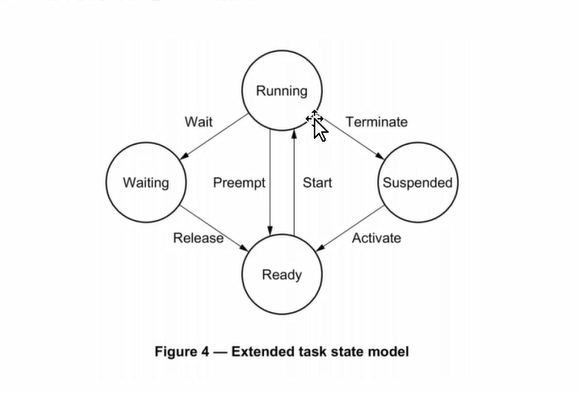 Running
Wait
Terminate
Waiting
Preempt
Start
Suspended
Release
Activate
Ready
Figure 4 — Extended task state model